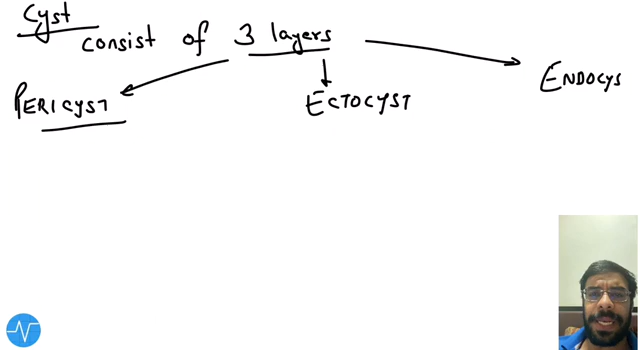 Cyst
consist of 3 layers
PERICYST
ECTOCYST
ENDOCYS